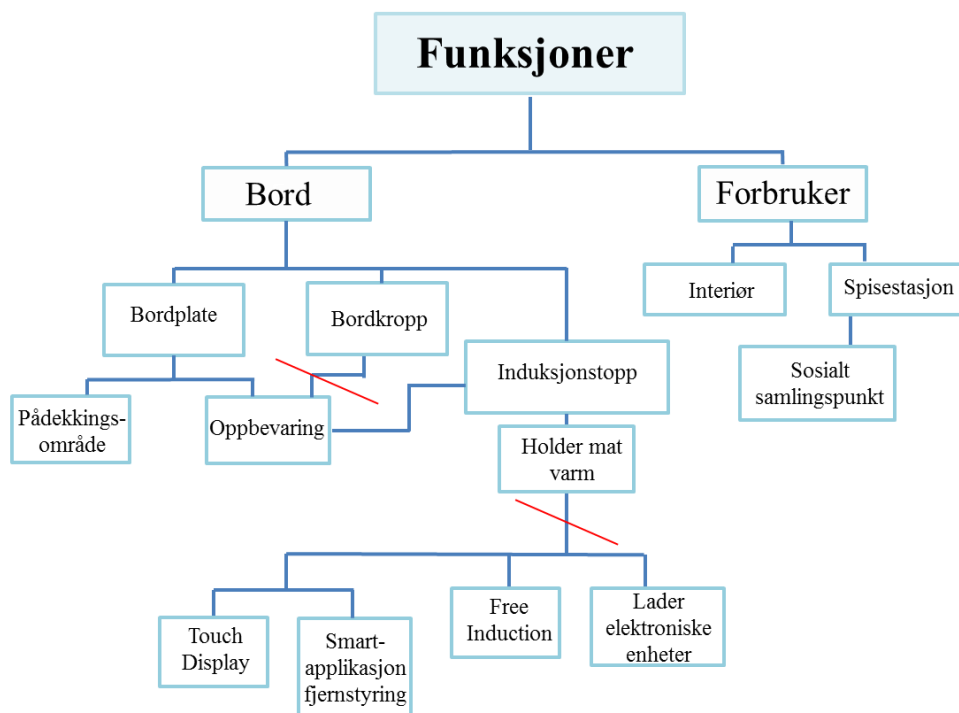 Funksjoner
Bord
Forbruker
Bordplate
Bordkropp
Interiør
Spisestasjon
Induksjonstopp
Sosialt
samlingspunkt
Pådekkings-
område
Oppbevaring
Holder mat
varm
Touch
Display
Smart-
applikasjon
fjernstyring
Free
Induction
Lader
elektroniske
enheter